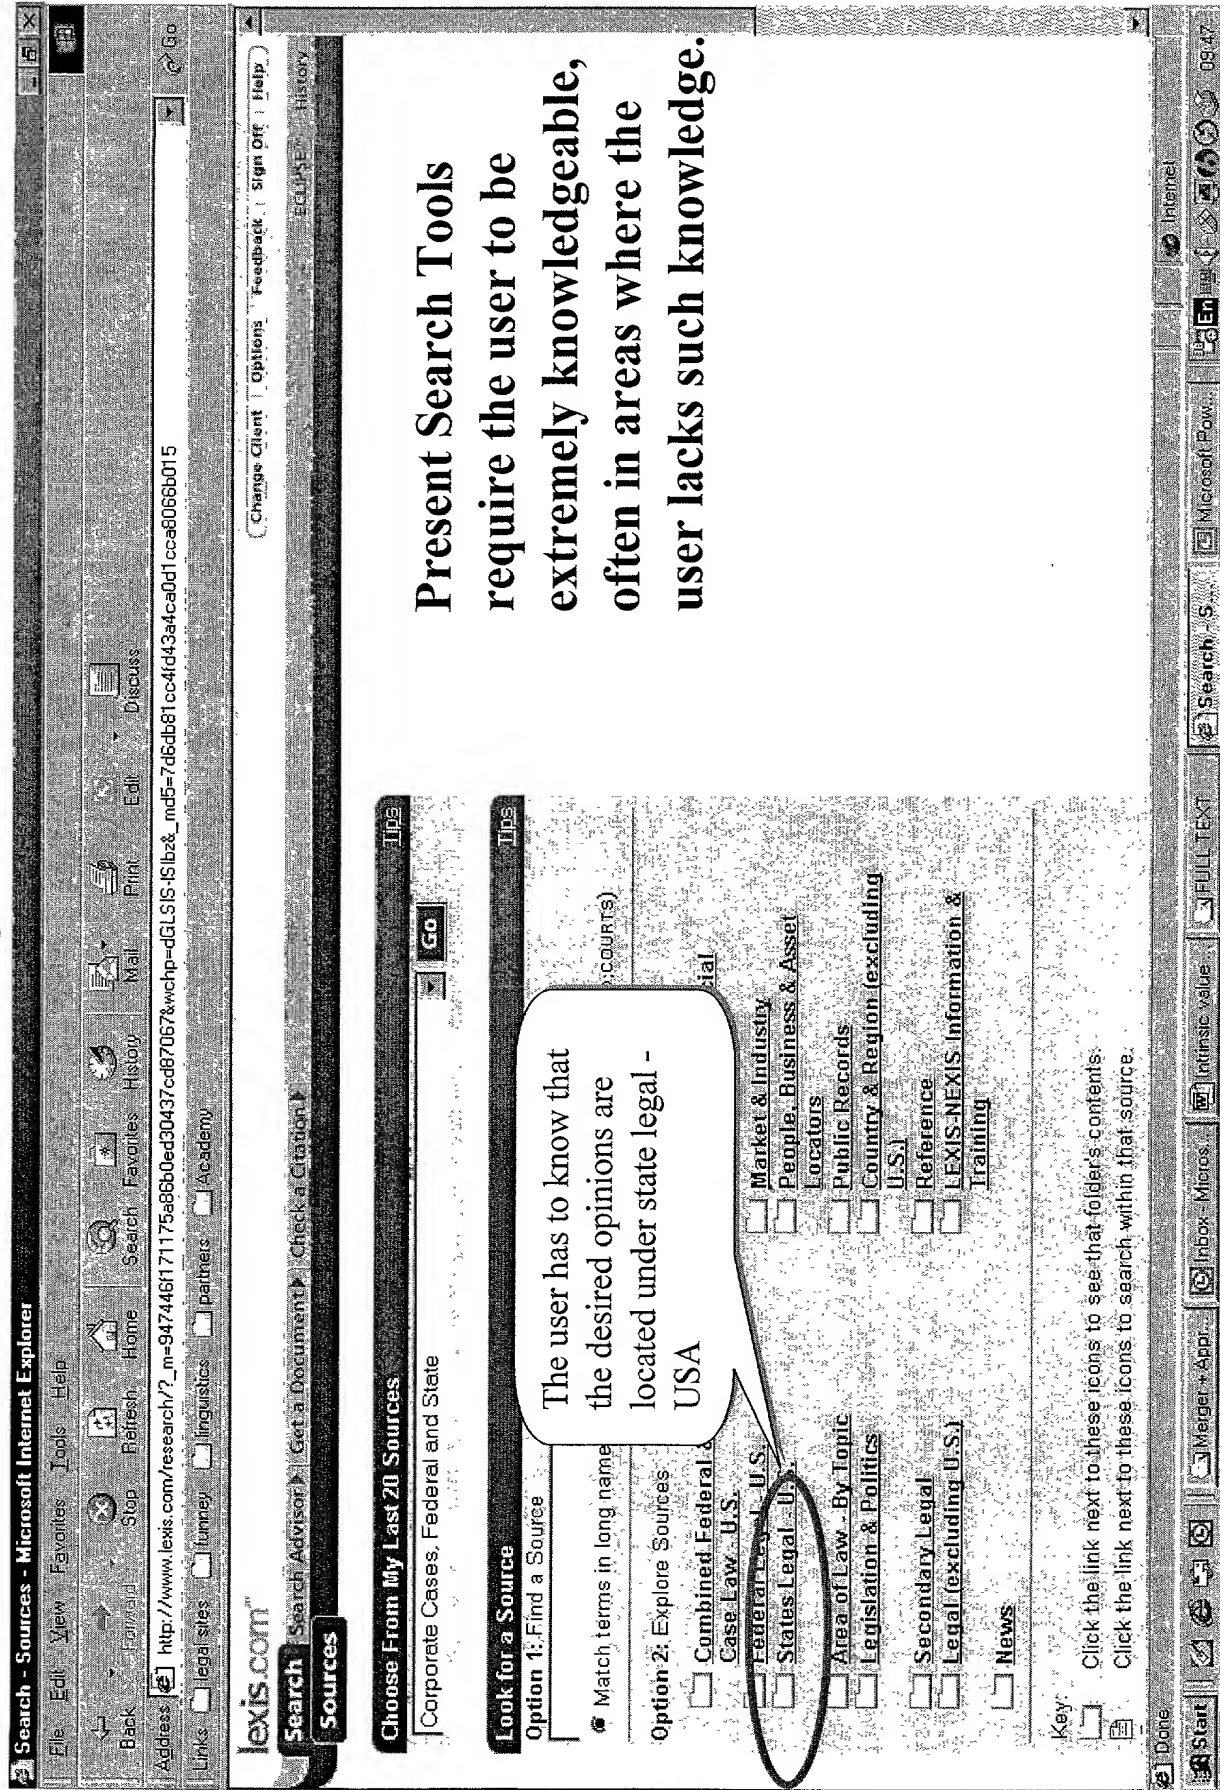 Search - Sources - Microsoft Internet Explorer
File Edit View Favorites Tools Help
Back Forward Stop Refresh Home Search Favorites History Mail Print Edit Discuss
Address http://www.lexis.com/research/?_m=947446f171175a86b0ed30437cd87067&wchp=dGLSlS-lSlbz&_md5=7d6db81cc4fd43a4ca0d1cca8066b015 Go
Links legal sites tunney linguistics partners Academy
lexis.com™
Change Client | Options | Feedback | Sign Off | Help
Search Search Advisor Get a Document Check a Citation
ECLIPSE™ History
Sources
Choose From My Last 20 Sources Tips
Corporate Cases, Federal and State Go
Look for a Source Tips
Option 1: Find a Source
Match terms in long name
COURTS)
Option 2: Explore Sources
Combined Federal &
Case Law - U.S.
Federal Legal - U.S.
States Legal - U.S.
Area of Law - By Topic
Legislation & Politics
Secondary Legal
Legal (excluding U.S.)
News
cial
Market & Industry
People, Business & Asset
Locators
Public Records
Country & Region (excluding
U.S.)
Reference
LEXIS-NEXIS Information &
Training
The user has to know that
the desired opinions are
located under state legal -
USA
Key:
Click the link next to these icons to see that folder's contents.
Click the link next to these icons to search within that source.
Present Search Tools
require the user to be
extremely knowledgeable,
often in areas where the
user lacks such knowledge.
Done Internet
Start Merger + Appr... Inbox - Micros... Intrinsic value... FULL TEXT Search - S... Microsoft Pow... En 09:47